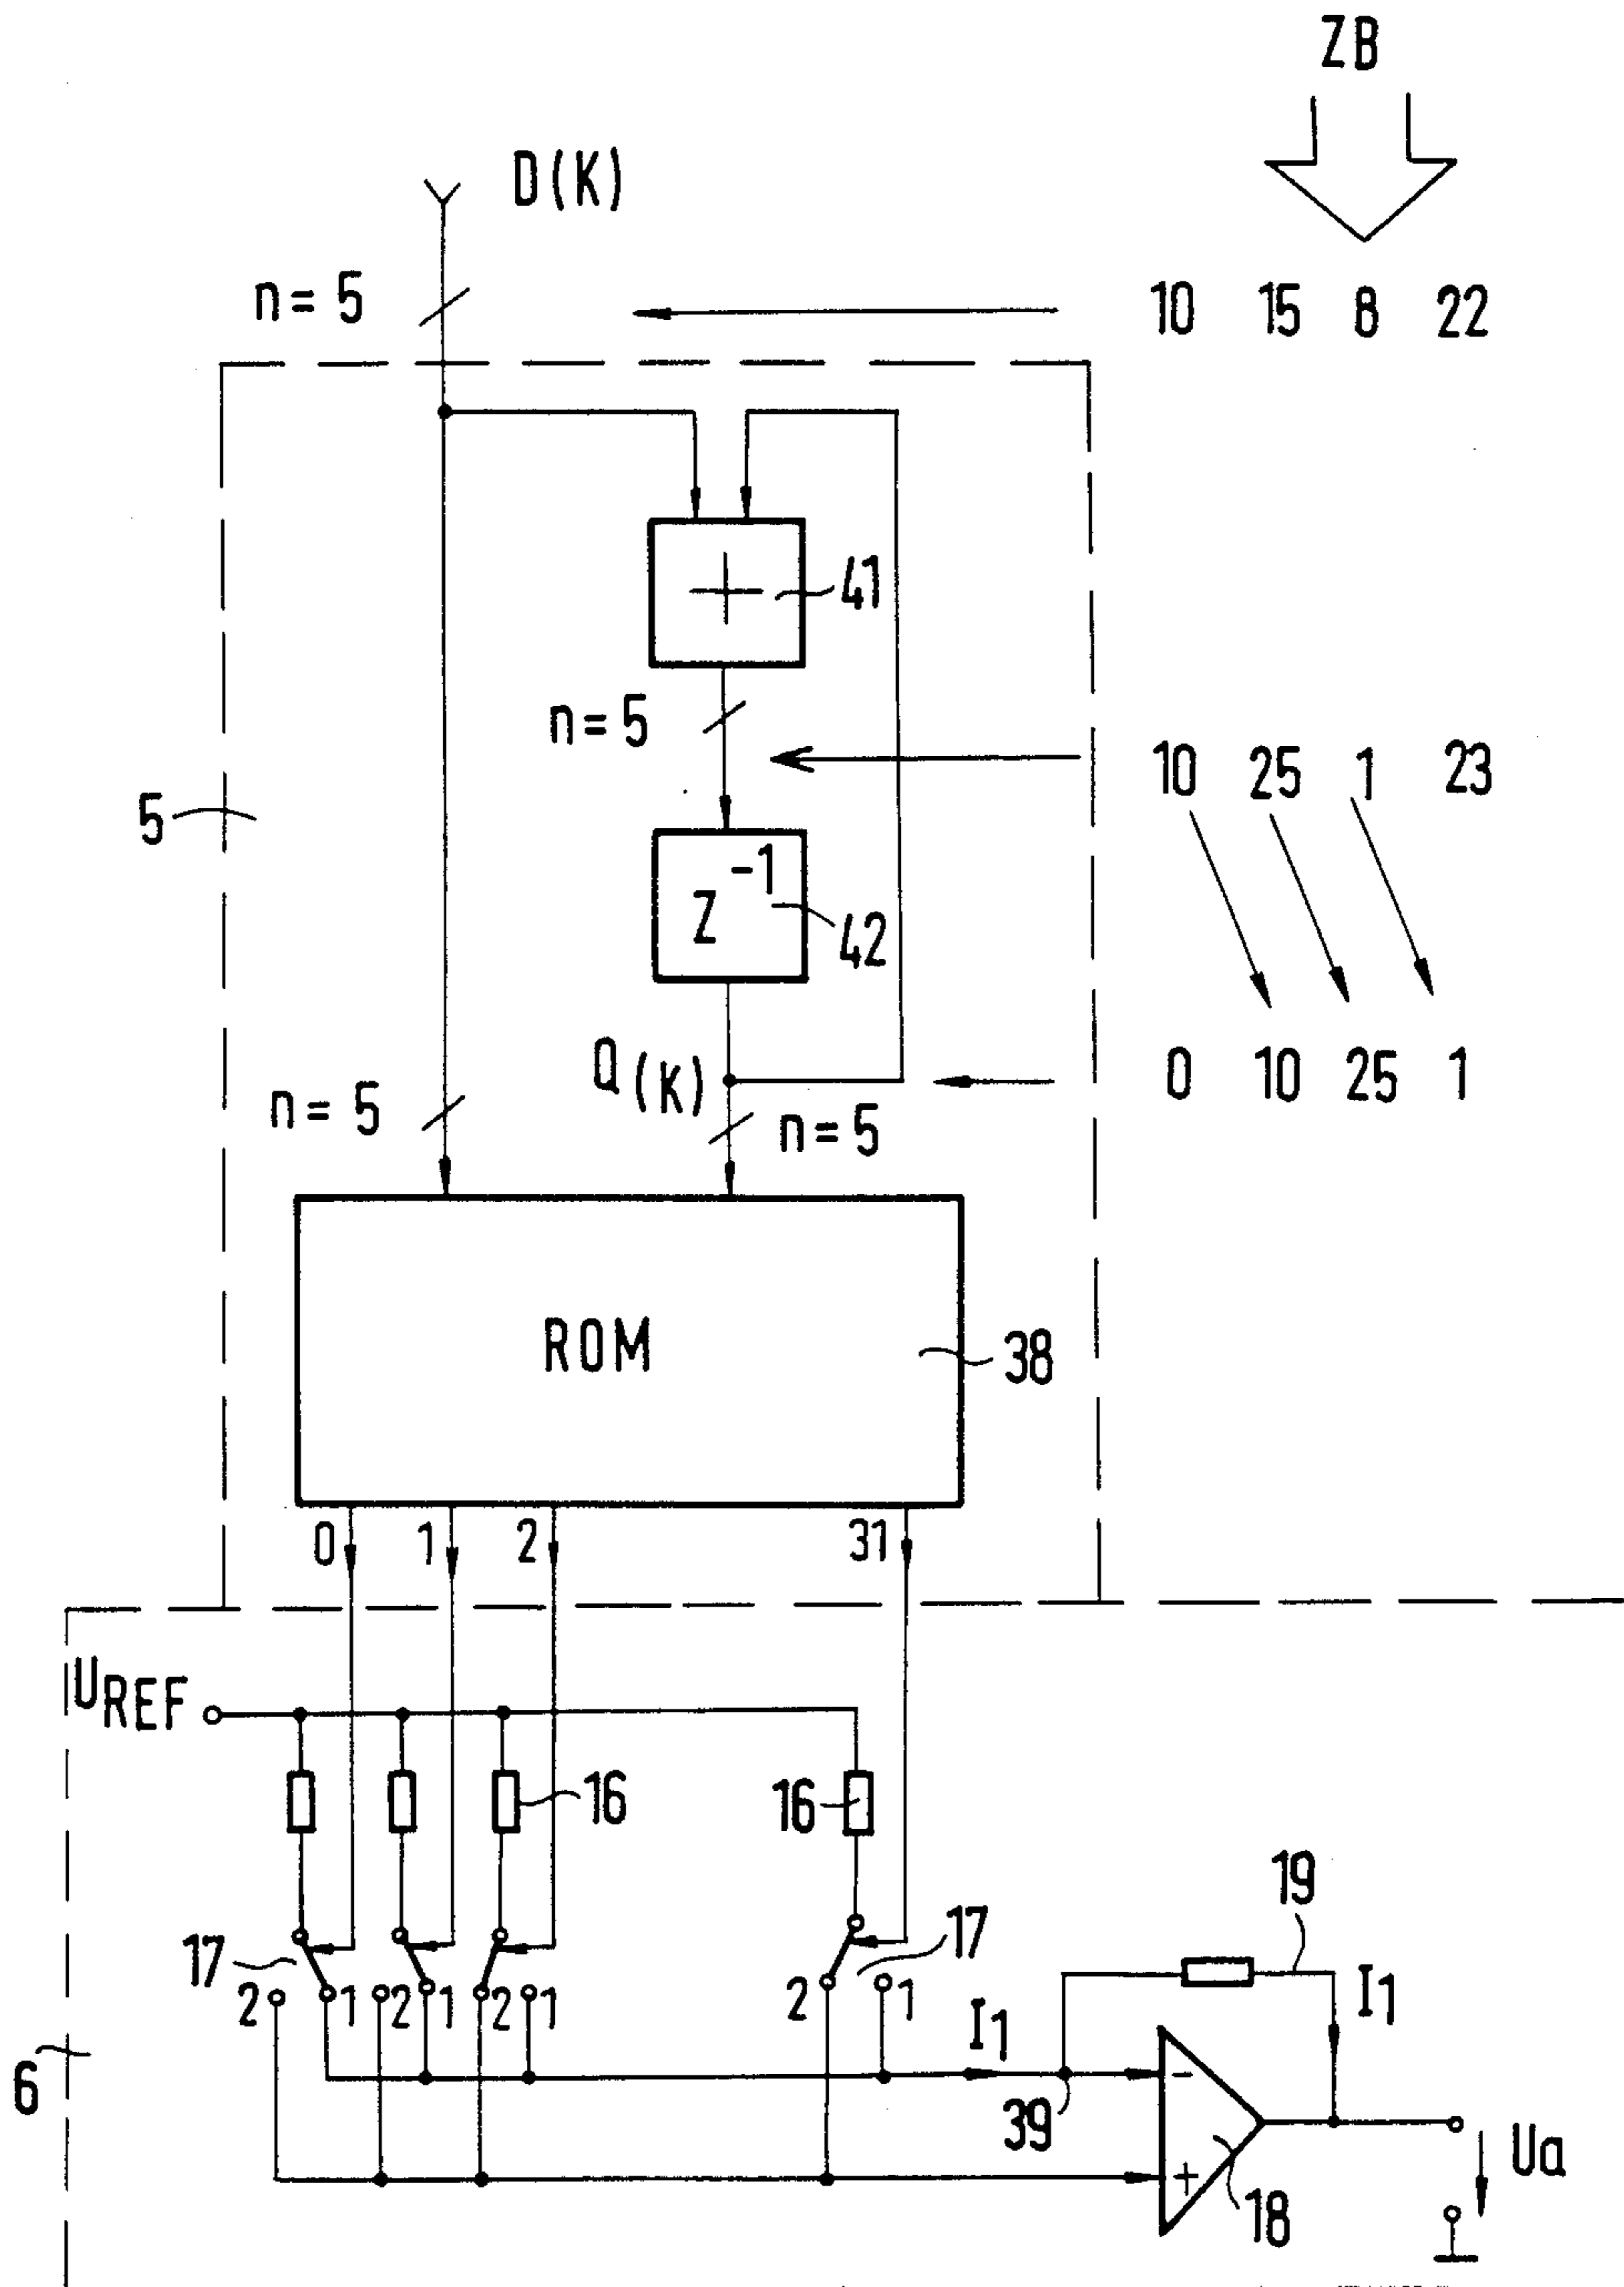 ZB
D(K)
n = 5
10 15 8 22
41
n = 5
10 25 1 23
5
Z⁻¹
42
Q(K)
0 10 25 1
n = 5
n = 5
ROM
38
0 1 2 31
UREF
16
16
19
17
17
2 1 2 1 2 1
2 1
I1
I1
6
39
-
+
18
Ua